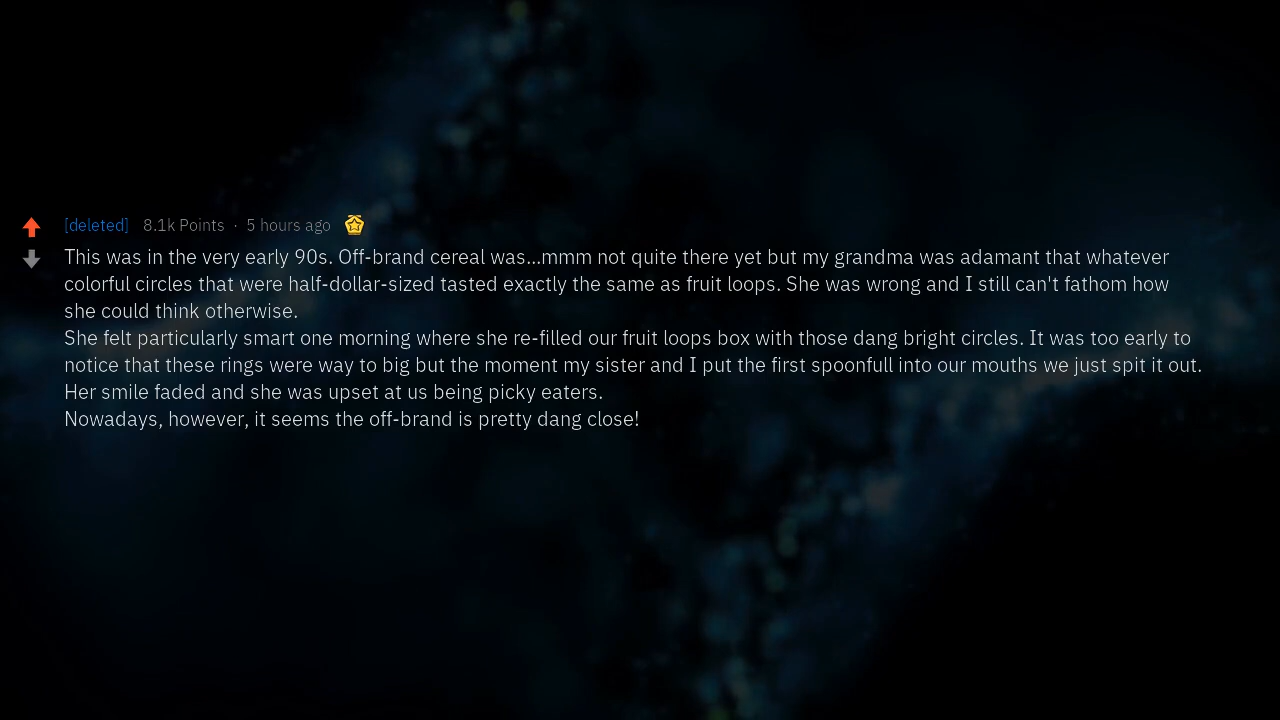 [deleted] 8.1k Points · 5 hours ago
This was in the very early 90s. Off-brand cereal was...mmm not quite there yet but my grandma was adamant that whatever
colorful circles that were half-dollar-sized tasted exactly the same as fruit loops. She was wrong and I still can't fathom how
she could think otherwise.
She felt particularly smart one morning where she re-filled our fruit loops box with those dang bright circles. It was too early to
notice that these rings were way to big but the moment my sister and I put the first spoonfull into our mouths we just spit it out.
Her smile faded and she was upset at us being picky eaters.
Nowadays, however, it seems the off-brand is pretty dang close!